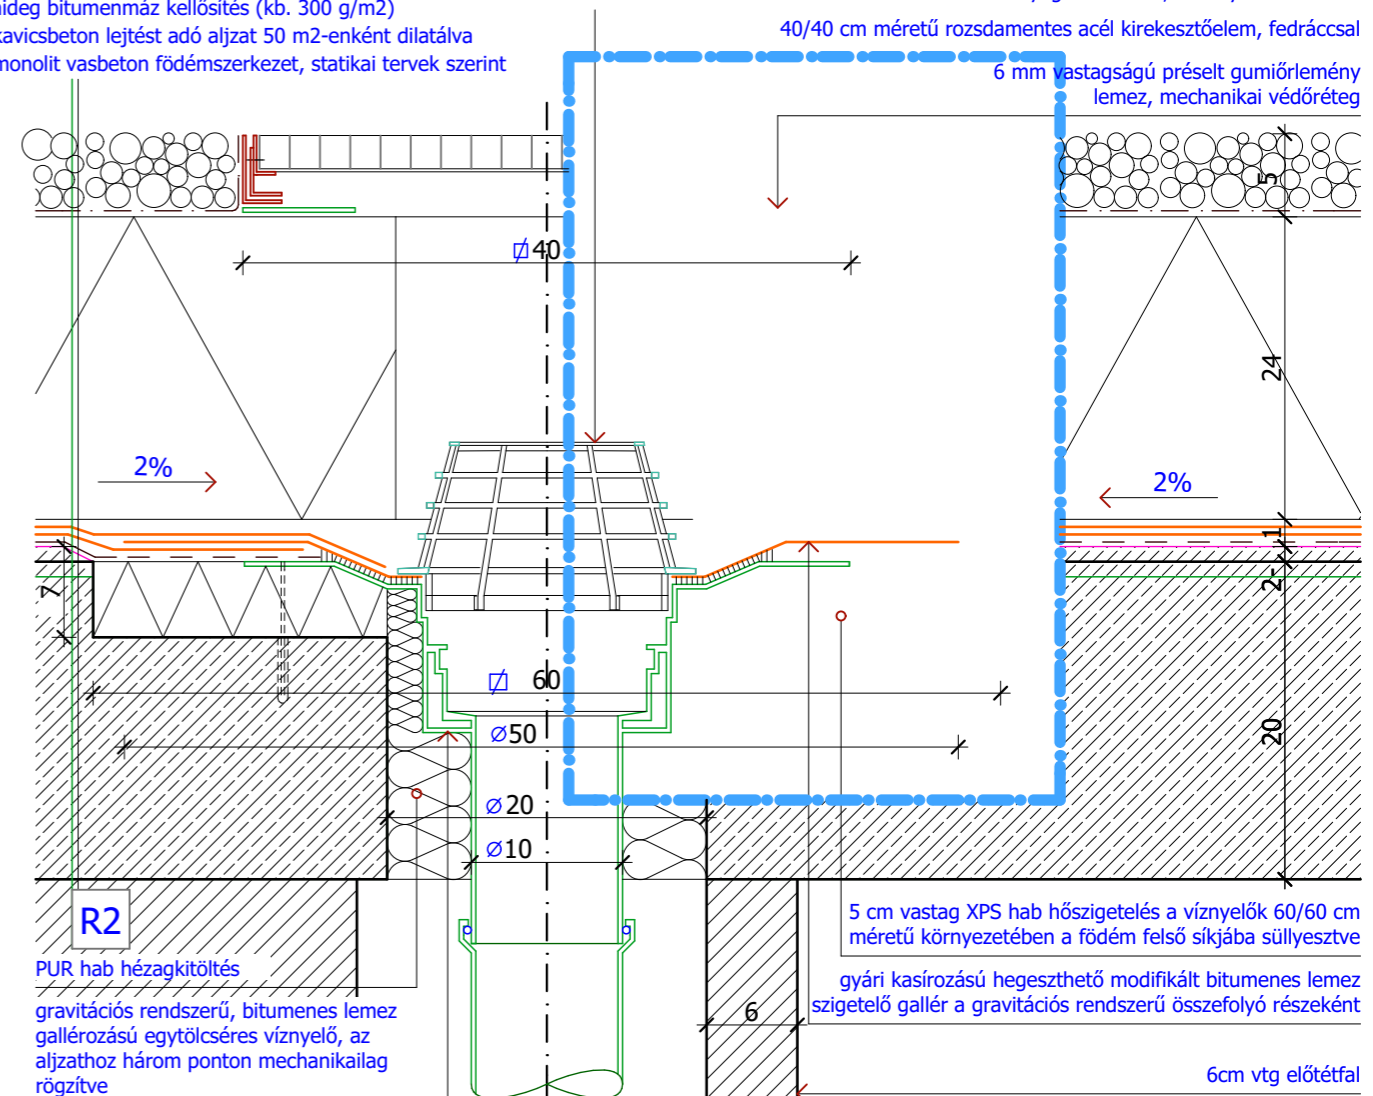 hideg bitumenmáz kellősítés (kb. 300 g/m2)
kavicsbeton lejtést adó aljzat 50 m2-enként dilatálva
monolit vasbeton födémszerkezet, statikai tervek szerint
40/40 cm méretű rozsdamentes acél kirekesztőelem, fedráccsal
6 mm vastagságú préselt gumiőrlemény
lemez, mechanikai védőréteg
5
40
24
2%
2%
1
2-
7
60
20
⌀50
⌀20
⌀10
R2
5 cm vastag XPS hab hőszigetelés a víznyelők 60/60 cm
méretű környezetében a födém felső síkjába süllyesztve
PUR hab hézagkitöltés
gyári kasírozású hegeszthető modifikált bitumenes lemez
szigetelő gallér a gravitációs rendszerű összefolyó részeként
gravitációs rendszerű, bitumenes lemez
gallérozású egytölcséres víznyelő, az
aljzathoz három ponton mechanikailag
rögzítve
6
6cm vtg előtétfal